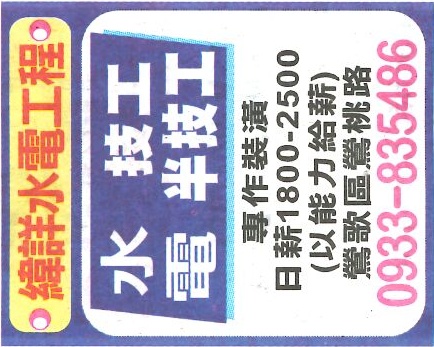 緯詳水電工程
水電
技工
半技工
專作裝潢
日薪1800-2500
(以能力給薪)
鶯歌區鶯桃路
0933-835486